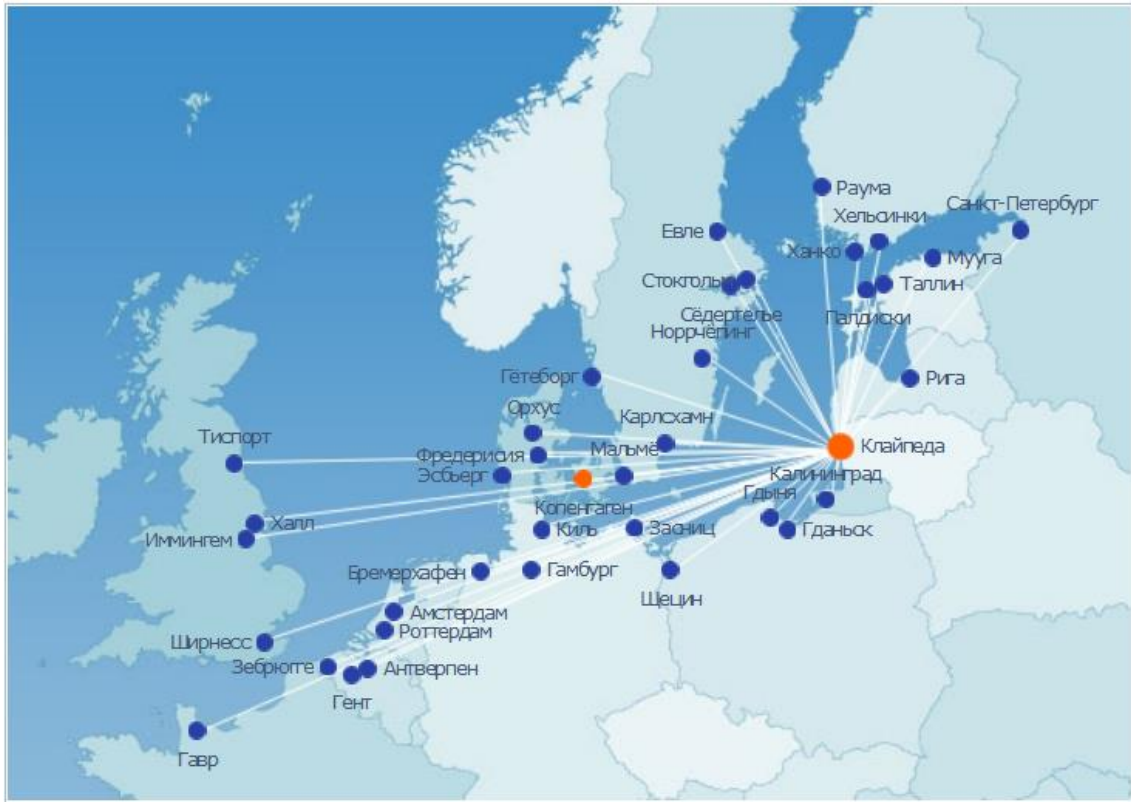 Раума
Санкт-Петербург
Хельсинки
Евле
Ханко
Мууга
Стокгольм
Таллин
Сёдертелье
Палдиски
Норрчёпинг
Гётеборг
Рига
Орхус
Карлсхамн
Тиспорт
Мальмё
Клайпеда
Фредерисия
Эсбьерг
Калининград
Гдыня
Копенгаген
Халл
Киль
Засниц
Гданьск
Иммингем
Бремерхафен
Гамбург
Щецин
Амстердам
Роттердам
Ширнесс
Зебрюгге
Антверпен
Гент
Гавр